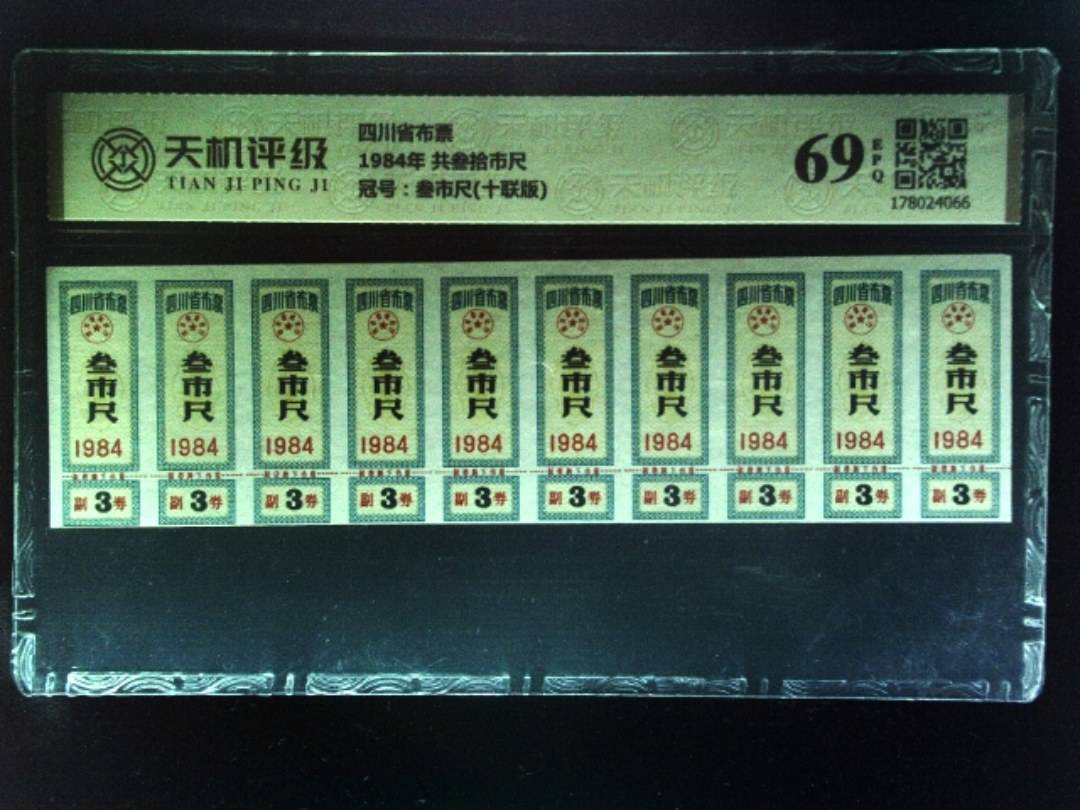 天机评级
TIAN JI PING JI
四川省布票
1984年 共叁拾市尺
冠号：叁市尺(十联版)
69
EPQ
178024066
四川省布票 四川省布票 四川省布票 四川省布票 四川省布票 四川省布票 四川省布票 四川省布票 四川省布票 四川省布票
叁市尺 叁市尺 叁市尺 叁市尺 叁市尺 叁市尺 叁市尺 叁市尺 叁市尺 叁市尺
1984 1984 1984 1984 1984 1984 1984 1984 1984 1984
副3券 副3券 副3券 副3券 副3券 副3券 副3券 副3券 副3券 副3券